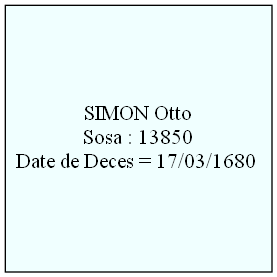 SIMON Otto
Sosa : 13850
Date de Deces = 17/03/1680